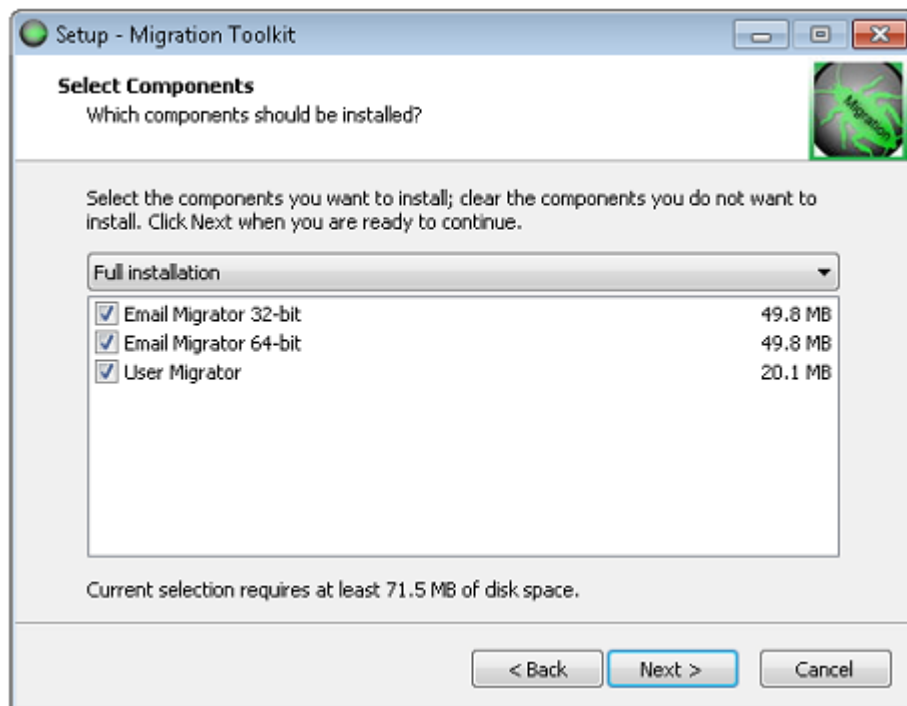 Setup - Migration Toolkit
Select Components
Which components should be installed?
Migration
Select the components you want to install; clear the components you do not want to
install. Click Next when you are ready to continue.
Full installation
Email Migrator 32-bit 49.8 MB
Email Migrator 64-bit 49.8 MB
User Migrator 20.1 MB
Current selection requires at least 71.5 MB of disk space.
< Back Next > Cancel